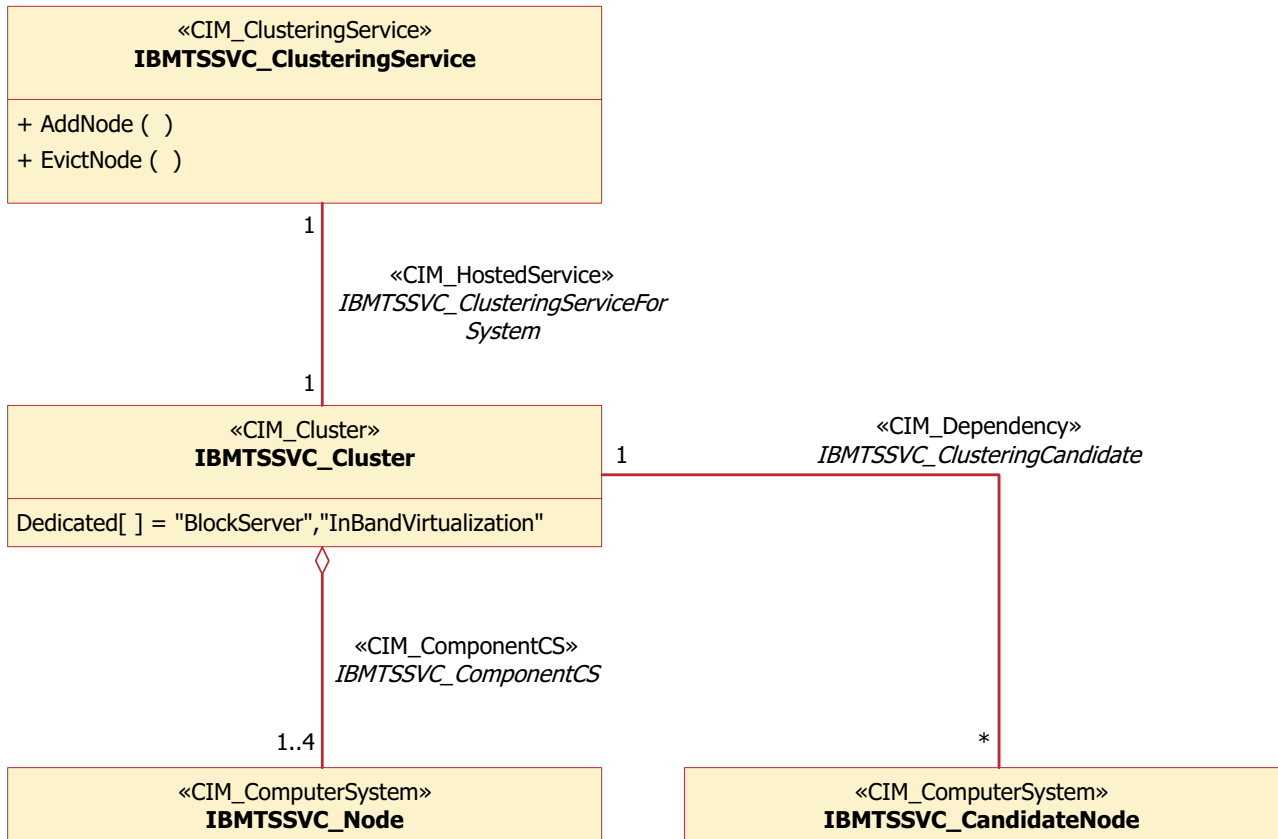 «CIM_ClusteringService»
IBMTSSVC_ClusteringService
+ AddNode (  )
+ EvictNode (  )
1
«CIM_HostedService»
IBMTSSVC_ClusteringServiceFor
System
1
«CIM_Cluster»
IBMTSSVC_Cluster
Dedicated[ ] = "BlockServer","InBandVirtualization"
1
«CIM_Dependency»
IBMTSSVC_ClusteringCandidate
«CIM_ComponentCS»
IBMTSSVC_ComponentCS
1..4
*
«CIM_ComputerSystem»
IBMTSSVC_Node
«CIM_ComputerSystem»
IBMTSSVC_CandidateNode